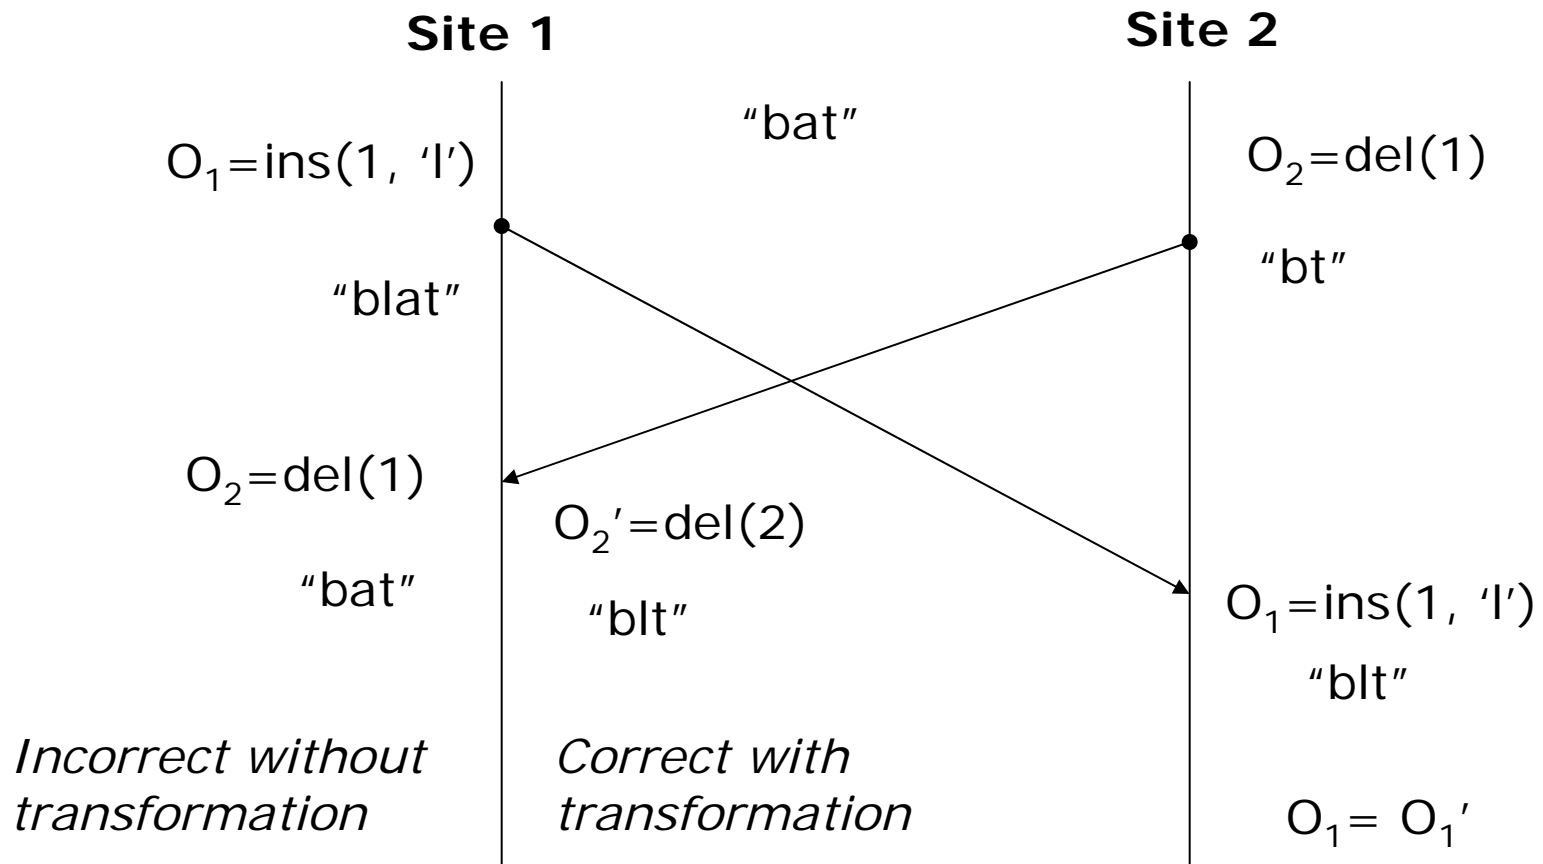 Site 1
Site 2
“bat”
O₁=ins(1, ‘l’)
O₂=del(1)
“blat”
“bt”
O₂=del(1)
O₂'=del(2)
“bat”
“blt”
O₁=ins(1, ‘l’)
“blt”
Incorrect without
transformation
Correct with
transformation
O₁= O₁'